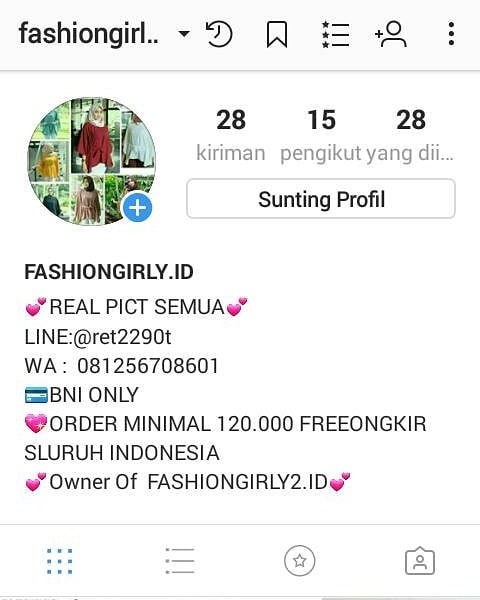 fashiongirl..
28 15 28
kiriman pengikut yang dii...
Sunting Profil
FASHIONGIRLY.ID
💕REAL PICT SEMUA💕
LINE:@ret2290t
WA : 081256708601
💳BNI ONLY
💖ORDER MINIMAL 120.000 FREEONGKIR
SLURUH INDONESIA
💕Owner Of FASHIONGIRLY2.ID💕